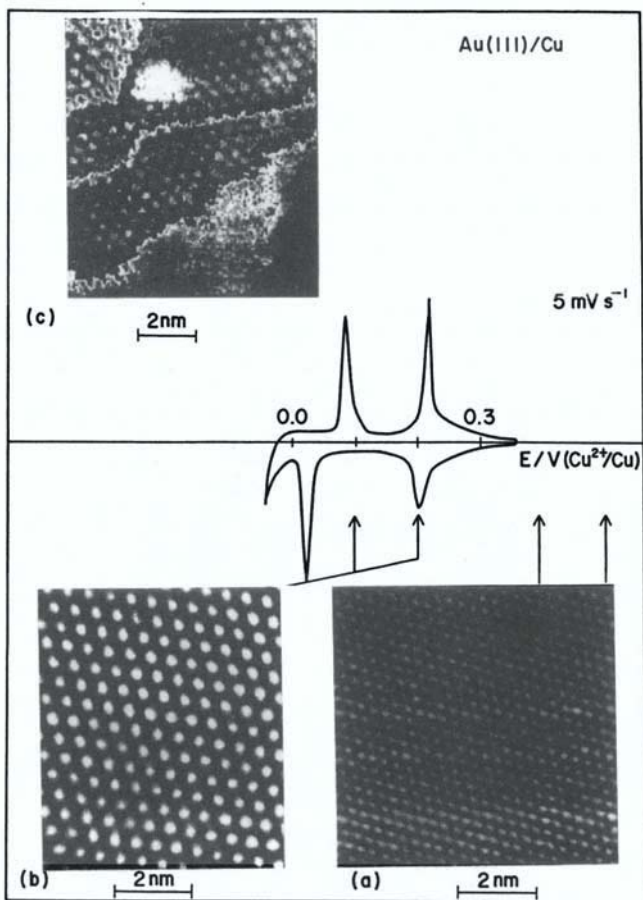 Au(111)/Cu
5 mV s⁻¹
(c)
2nm
0.0
0.3
E / V (Cu²⁺/Cu)
(b)
2nm
(a)
2nm